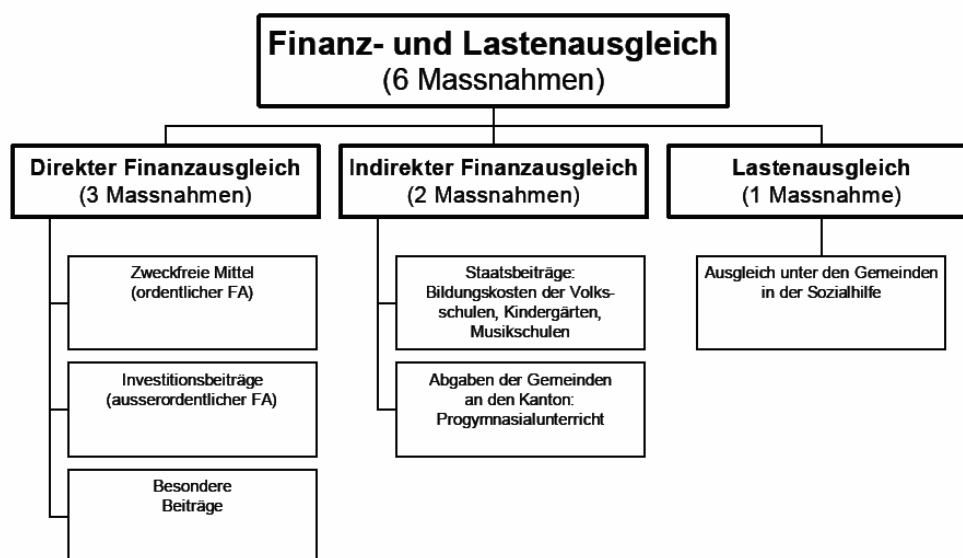 Finanz- und Lastenausgleich
(6 Massnahmen)
Direkter Finanzausgleich
(3 Massnahmen)
Zweckfreie Mittel
(ordentlicher FA)
Investitionsbeiträge
(ausserordentlicher FA)
Besondere
Beiträge
Indirekter Finanzausgleich
(2 Massnahmen)
Staatsbeiträge:
Bildungskosten der Volks-
schulen, Kindergärten,
Musikschulen
Abgaben der Gemeinden
an den Kanton:
Progymnasialunterricht
Lastenausgleich
(1 Massnahme)
Ausgleich unter den Gemeinden
in der Sozialhilfe